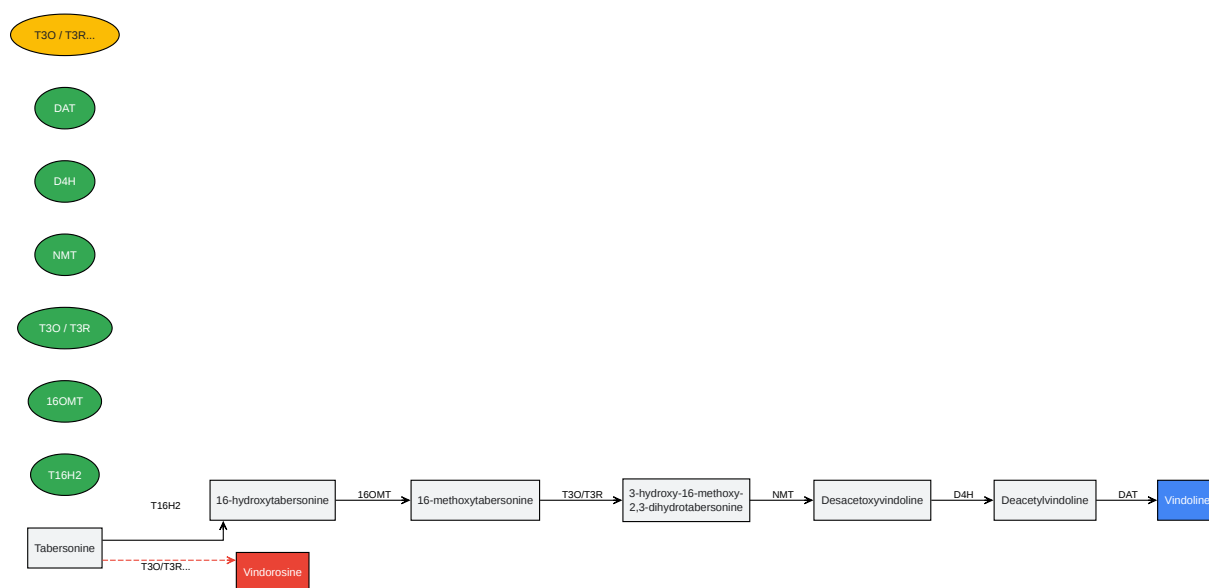 T3O / T3R...
DAT
D4H
NMT
T3O / T3R
16OMT
T16H2
T16H2
16-hydroxytabersonine
16OMT
16-methoxytabersonine
T3O/T3R
3-hydroxy-16-methoxy-
2,3-dihydrotabersonine
NMT
Desacetoxyvindoline
D4H
Deacetylvindoline
DAT
Vindoline
Tabersonine
T3O/T3R...
Vindorosine